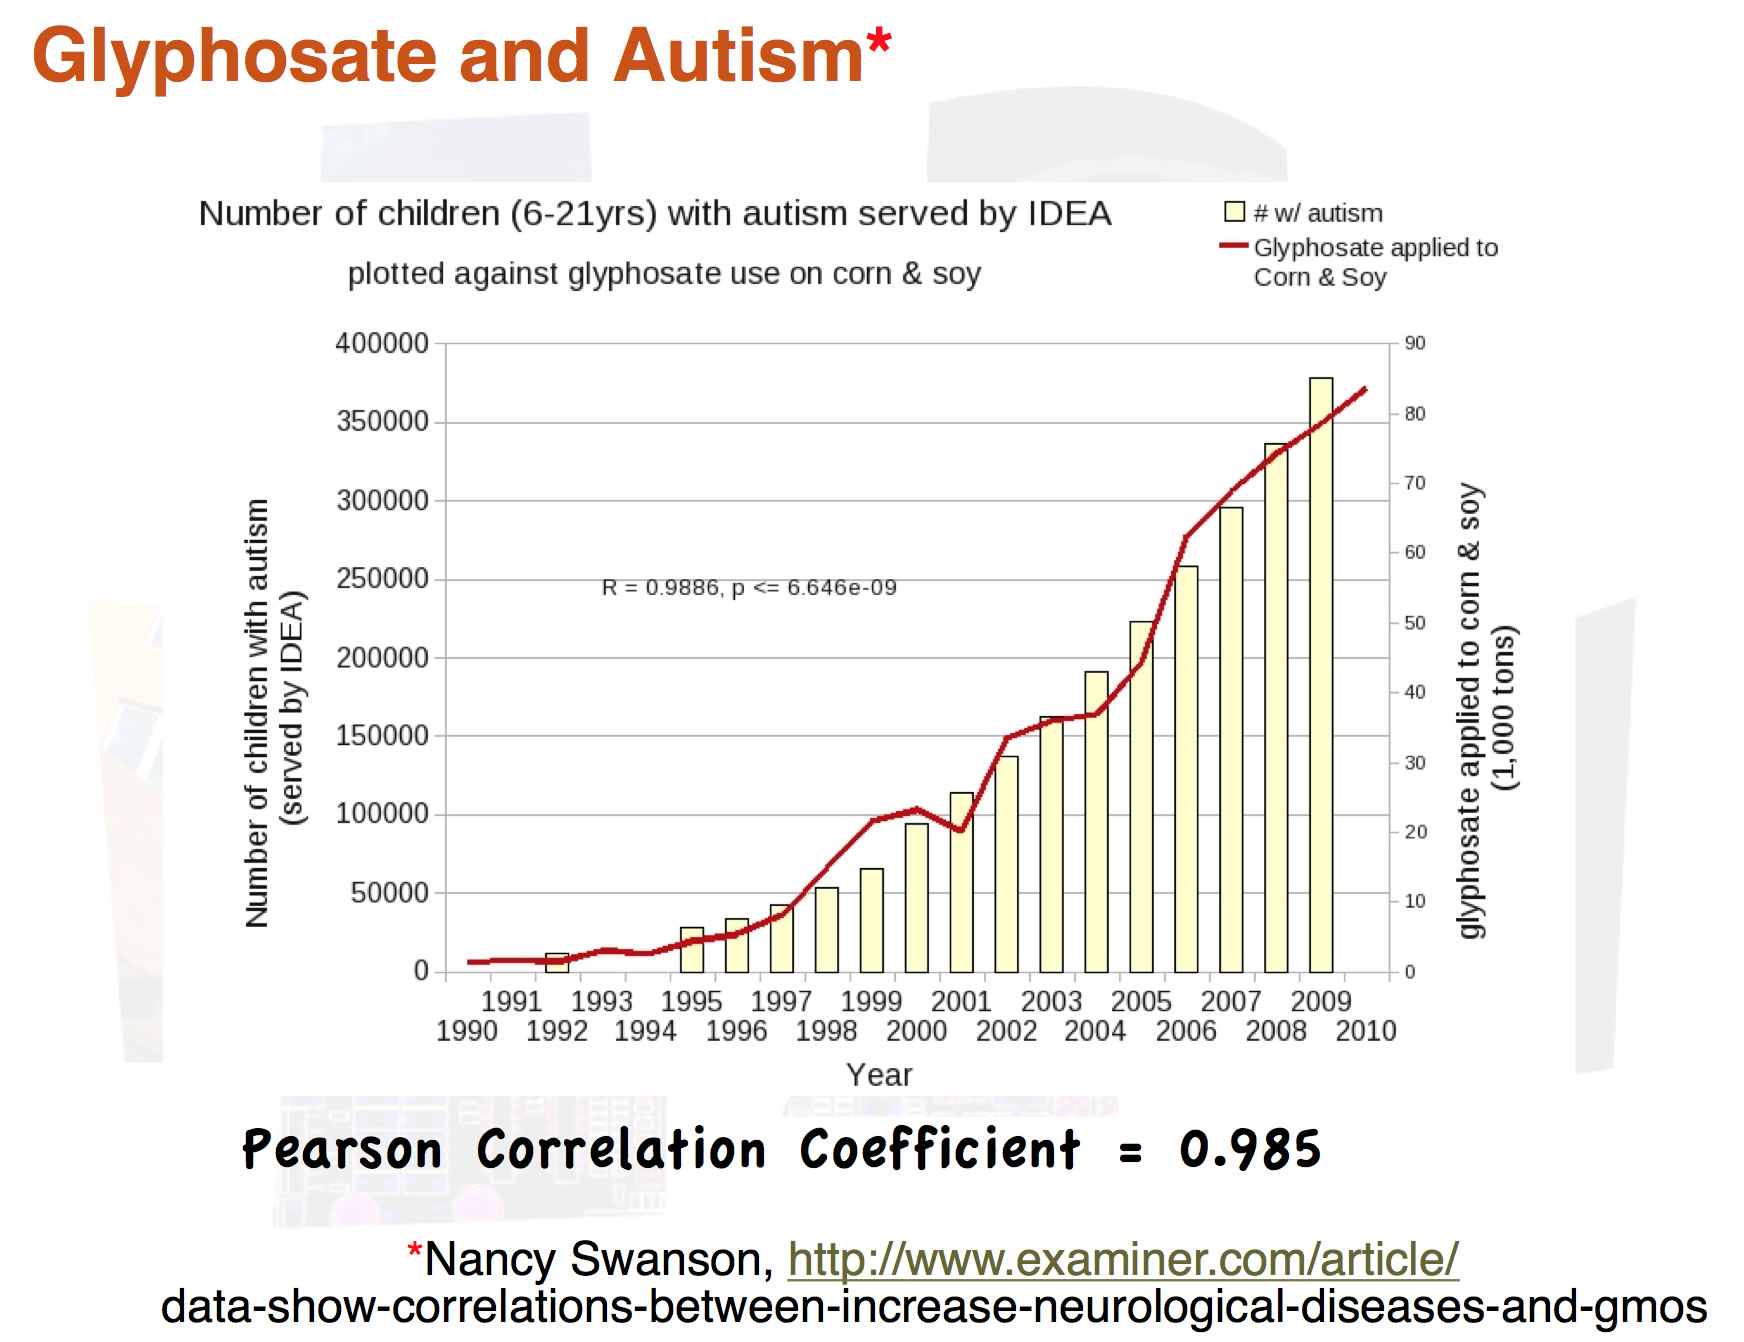 Glyphosate and Autism*
Number of children (6-21yrs) with autism served by IDEA
plotted against glyphosate use on corn & soy
# w/ autism
Glyphosate applied to
Corn & Soy
400000
350000
300000
250000
200000
150000
100000
50000
0
Number of children with autism
(served by IDEA)
R = 0.9886, p <= 6.646e-09
90
80
70
60
50
40
30
20
10
0
glyphosate applied to corn & soy
(1,000 tons)
1991 1993 1995 1997 1999 2001 2003 2005 2007 2009
1990 1992 1994 1996 1998 2000 2002 2004 2006 2008 2010
Year
Pearson Correlation Coefficient = 0.985
*Nancy Swanson, http://www.examiner.com/article/
data-show-correlations-between-increase-neurological-diseases-and-gmos